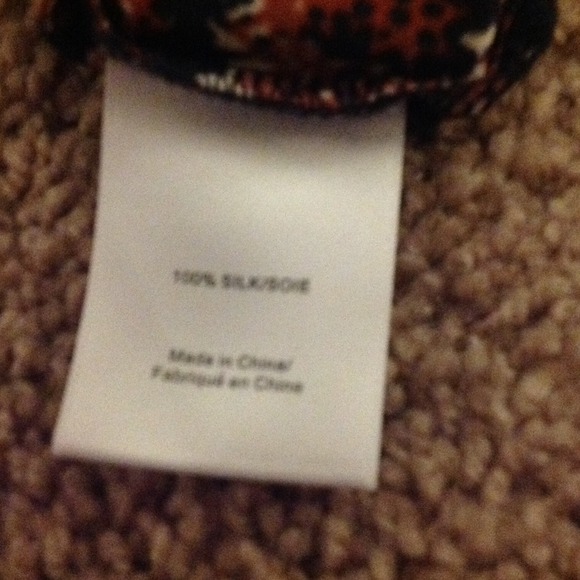 100% SILK/SOIE
Made in China/
Fabriqué en Chine